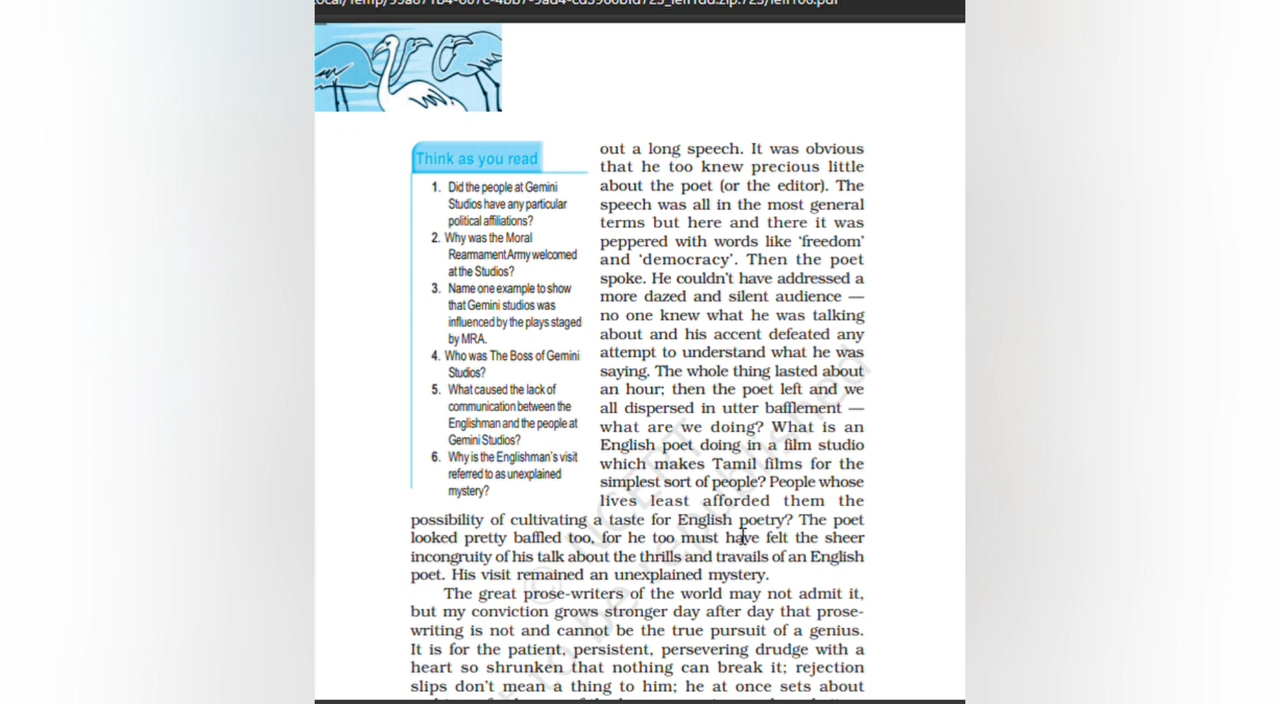 Think as you read
1. Did the people at Gemini
Studios have any particular
political affiliations?
2. Why was the Moral
Rearmament Army welcomed
at the Studios?
3. Name one example to show
that Gemini studios was
influenced by the plays staged
by MRA.
4. Who was The Boss of Gemini
Studios?
5. What caused the lack of
communication between the
Englishman and the people at
Gemini Studios?
6. Why is the Englishman's visit
referred to as unexplained
mystery?
out a long speech. It was obvious
that he too knew precious little
about the poet (or the editor). The
speech was all in the most general
terms but here and there it was
peppered with words like ‘freedom’
and ‘democracy’. Then the poet
spoke. He couldn’t have addressed a
more dazed and silent audience —
no one knew what he was talking
about and his accent defeated any
attempt to understand what he was
saying. The whole thing lasted about
an hour; then the poet left and we
all dispersed in utter bafflement —
what are we doing? What is an
English poet doing in a film studio
which makes Tamil films for the
simplest sort of people? People whose
lives least afforded them the
possibility of cultivating a taste for English poetry? The poet
looked pretty baffled too, for he too must have felt the sheer
incongruity of his talk about the thrills and travails of an English
poet. His visit remained an unexplained mystery.
The great prose-writers of the world may not admit it,
but my conviction grows stronger day after day that prose-
writing is not and cannot be the true pursuit of a genius.
It is for the patient, persistent, persevering drudge with a
heart so shrunken that nothing can break it; rejection
slips don’t mean a thing to him; he at once sets about
© NCERT
to be republished